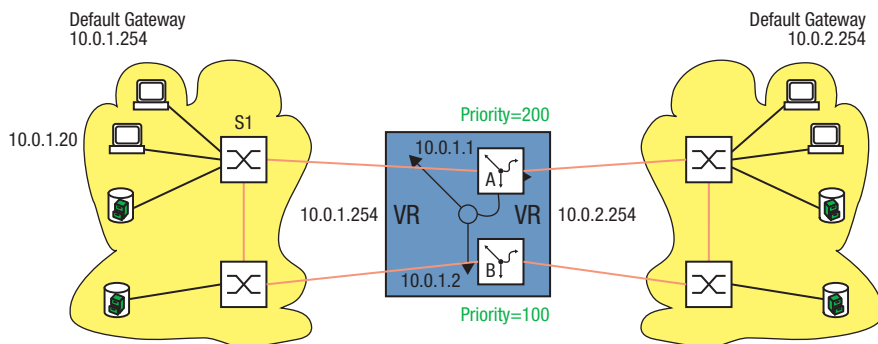 Default Gateway
10.0.1.254
Default Gateway
10.0.2.254
S1
Priority=200
10.0.1.20
10.0.1.1
A
10.0.1.254
VR
VR
10.0.2.254
10.0.1.2
B
Priority=100